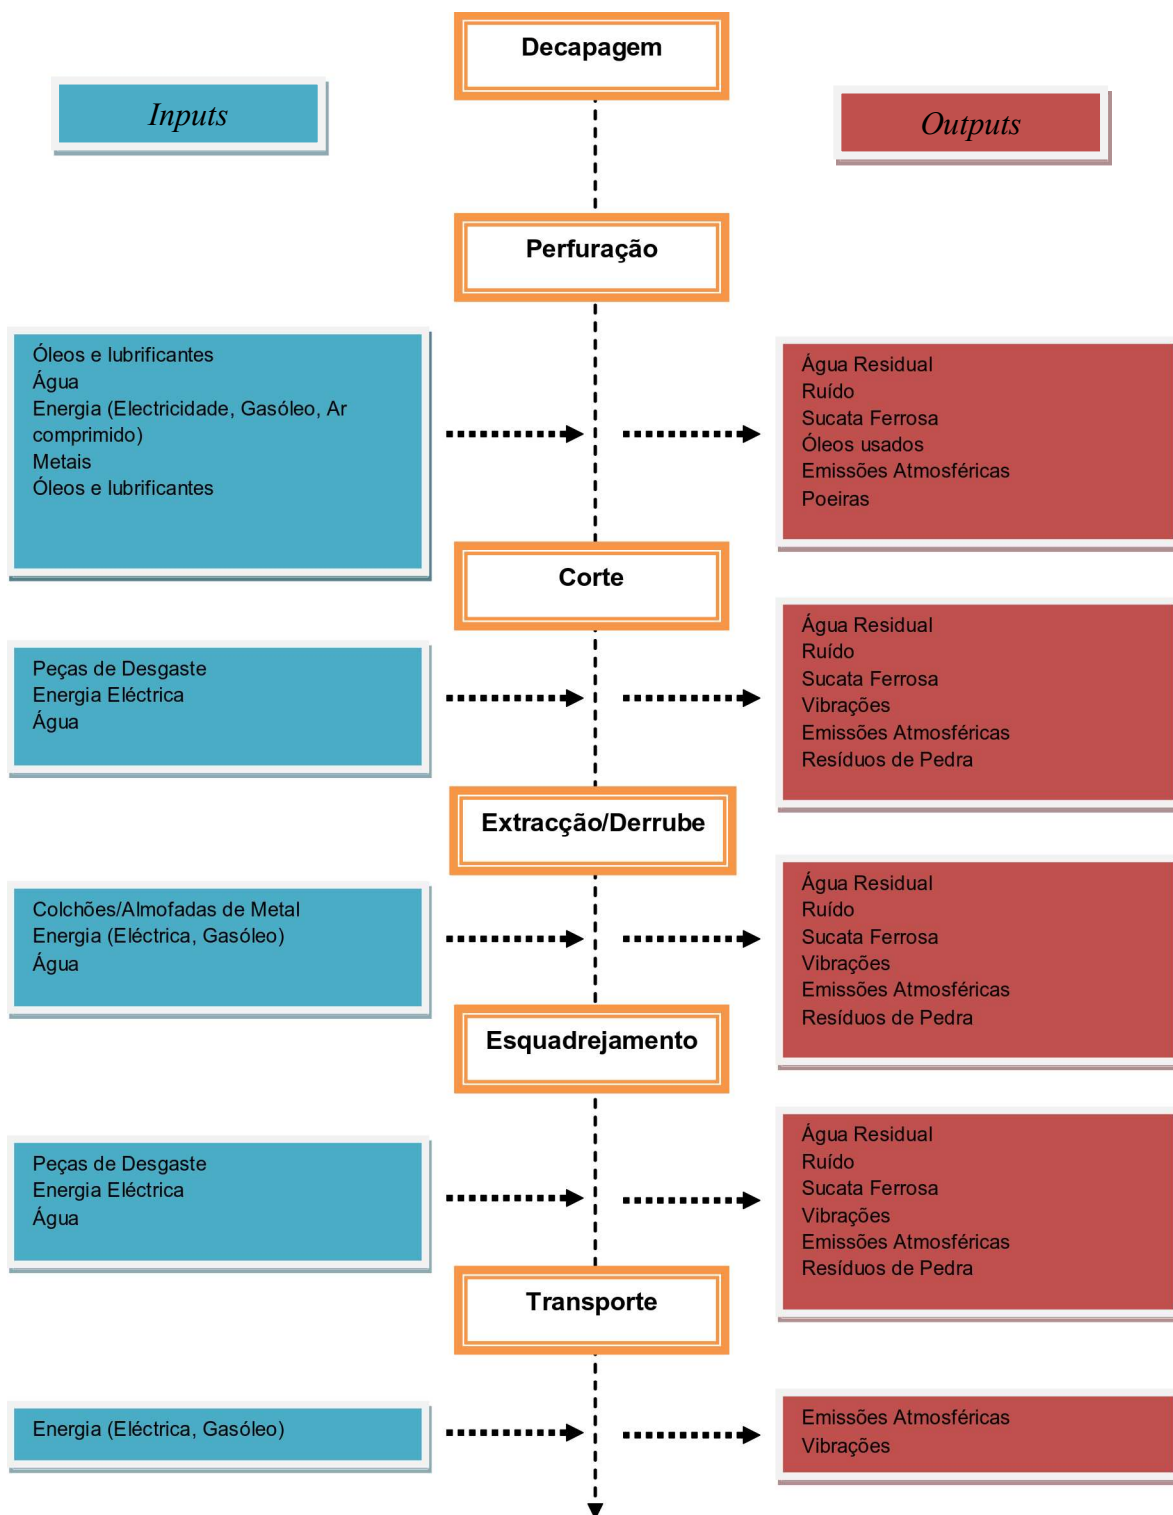 Decapagem
Inputs
Outputs
Perfuração
Óleos e lubrificantes
Água
Energia (Electricidade, Gasóleo, Ar
comprimido)
Metais
Óleos e lubrificantes
Água Residual
Ruído
Sucata Ferrosa
Óleos usados
Emissões Atmosféricas
Poeiras
Corte
Peças de Desgaste
Energia Eléctrica
Água
Água Residual
Ruído
Sucata Ferrosa
Vibrações
Emissões Atmosféricas
Resíduos de Pedra
Extracção/Derrube
Colchões/Almofadas de Metal
Energia (Eléctrica, Gasóleo)
Água
Água Residual
Ruído
Sucata Ferrosa
Vibrações
Emissões Atmosféricas
Resíduos de Pedra
Esquadrejamento
Peças de Desgaste
Energia Eléctrica
Água
Água Residual
Ruído
Sucata Ferrosa
Vibrações
Emissões Atmosféricas
Resíduos de Pedra
Transporte
Energia (Eléctrica, Gasóleo)
Emissões Atmosféricas
Vibrações